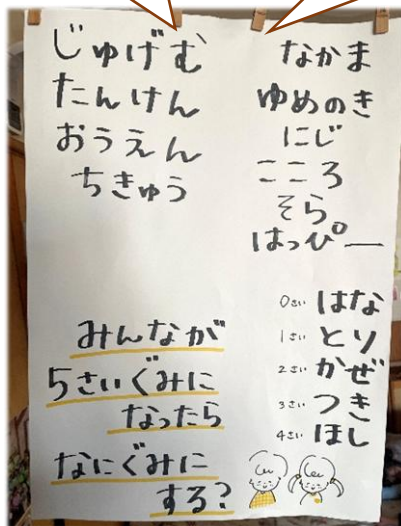 なかま
ゆめのき
にじ
こころ
そら
はっぴー
じゅげむ
たんけん
おうえん
ちきゅう
0さい はな
1さい とり
2さい かぜ
3さい つき
4さい ほし
みんなが
5さいぐみに
なったら
なにぐみに
する?